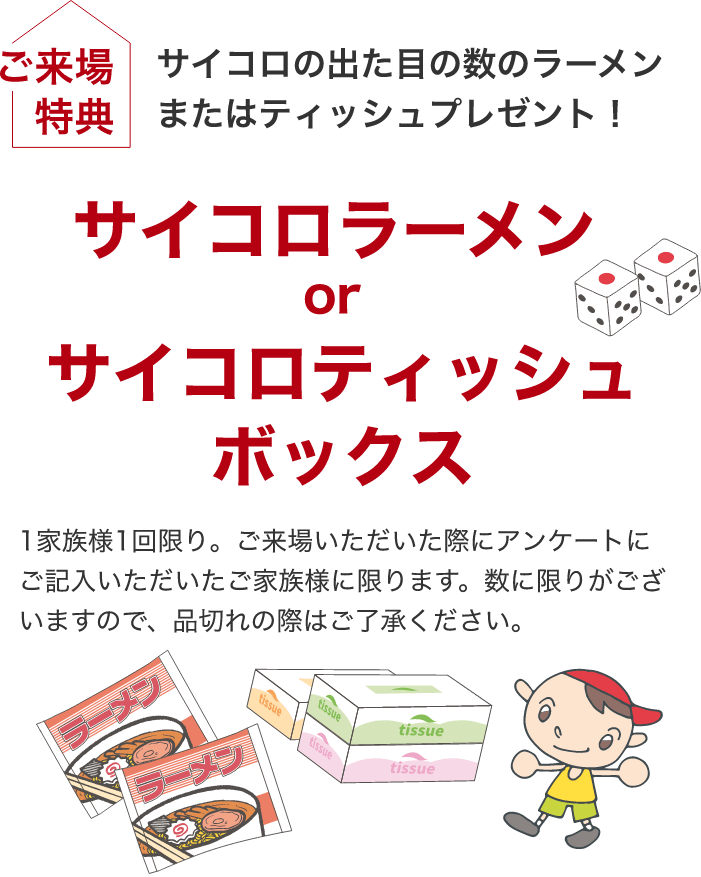 ご来場
特典
サイコロの出た目の数のラーメン
またはティッシュプレゼント！
サイコロラーメン
or
サイコロティッシュ
ボックス
1家族様1回限り。ご来場いただいた際にアンケートに
ご記入いただいたご家族様に限ります。数に限りがござ
いますので、品切れの際はご了承ください。
ラーメン
ラーメン
tissue
tissue
tissue
tissue
tissue